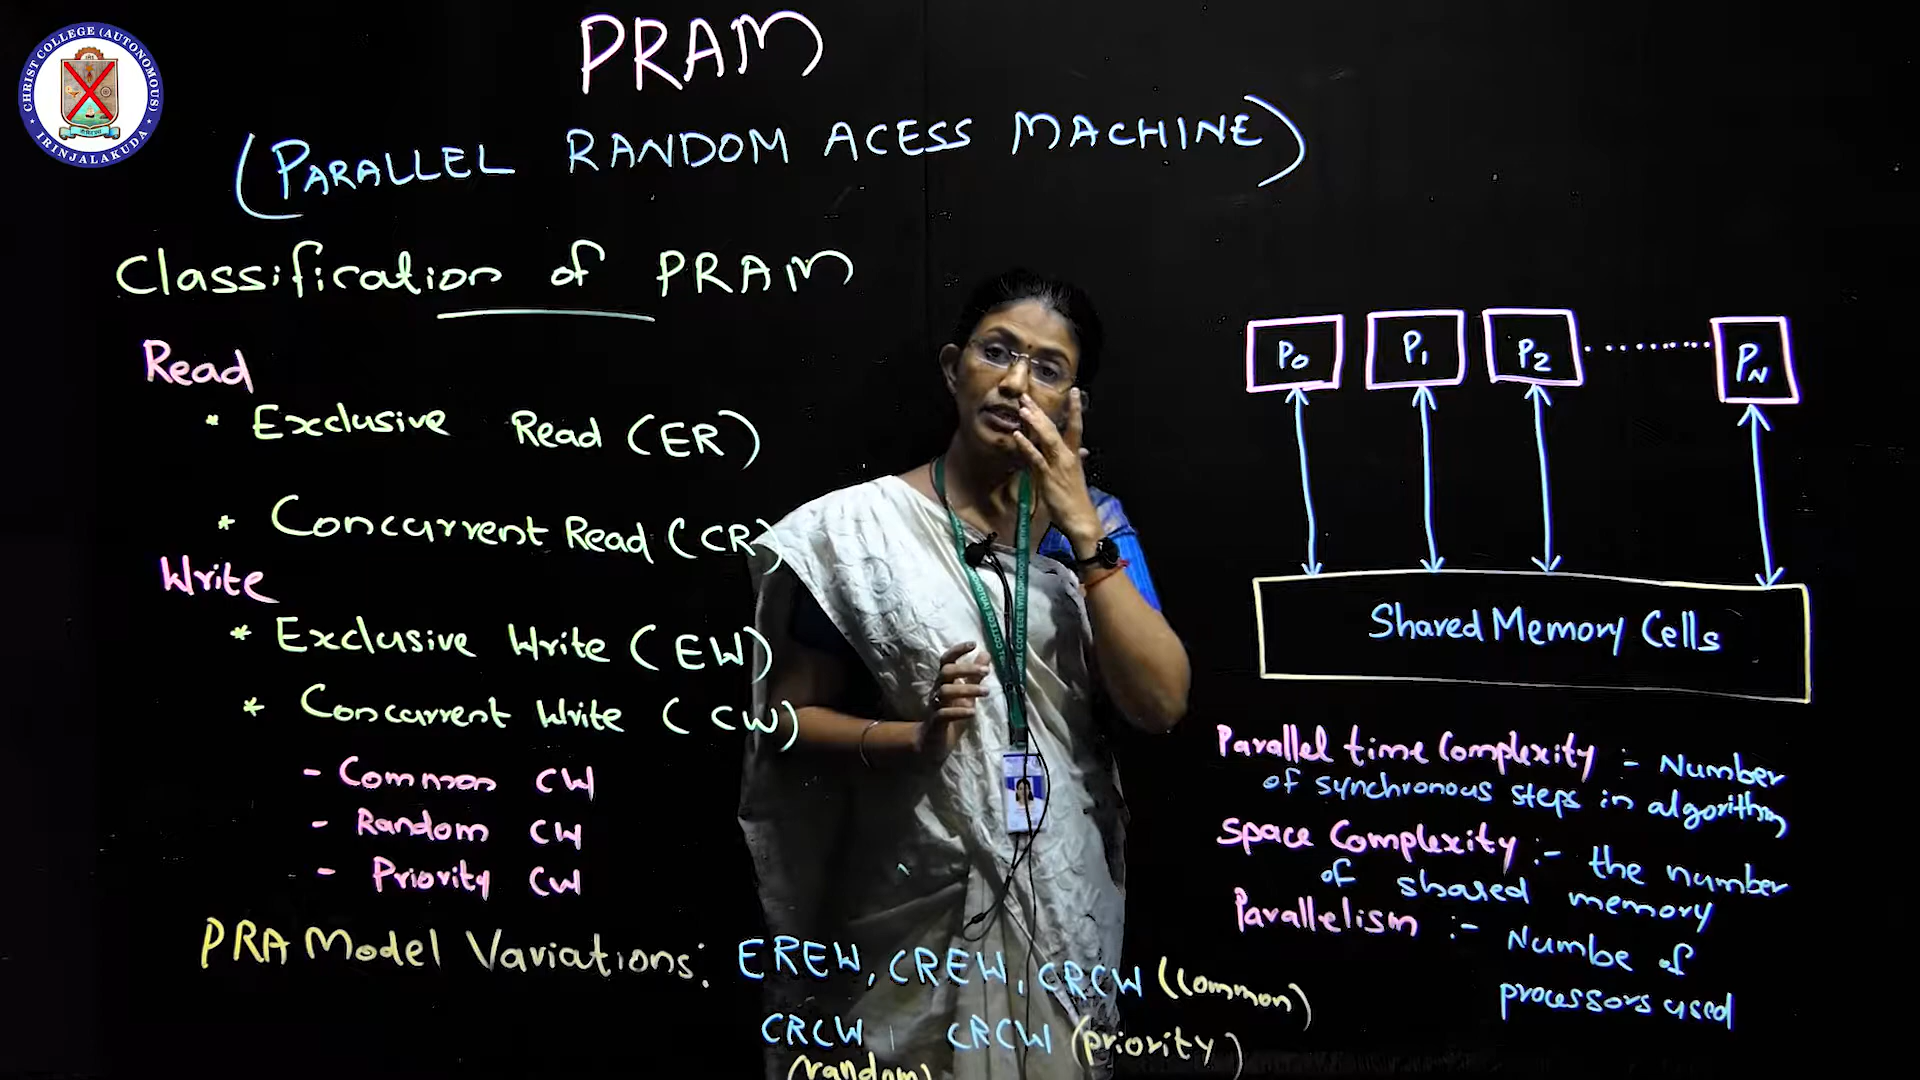 CHRIST COLLEGE (AUTONOMOUS)
IRINJALAKUDA
PRAM
(PARALLEL RANDOM ACESS MACHINE)
Classification of PRAM
Read
* Exclusive Read (ER)
* Concurrent Read (CR)
Write
* Exclusive Write (EW)
* Concurrent Write (CW)
- Common CW
- Random CW
- Priority CW
PRAModel Variations: EREW, CREW, CRCW (common)
CRCW, CRCW (priority)
(random)
P0 P1 P2 .......... PN
Shared Memory Cells
Parallel time Complexity :- Number
of synchronous steps in algorithm
Space Complexity :- the number
of shared memory
Parallelism :- Numbe of
processors used